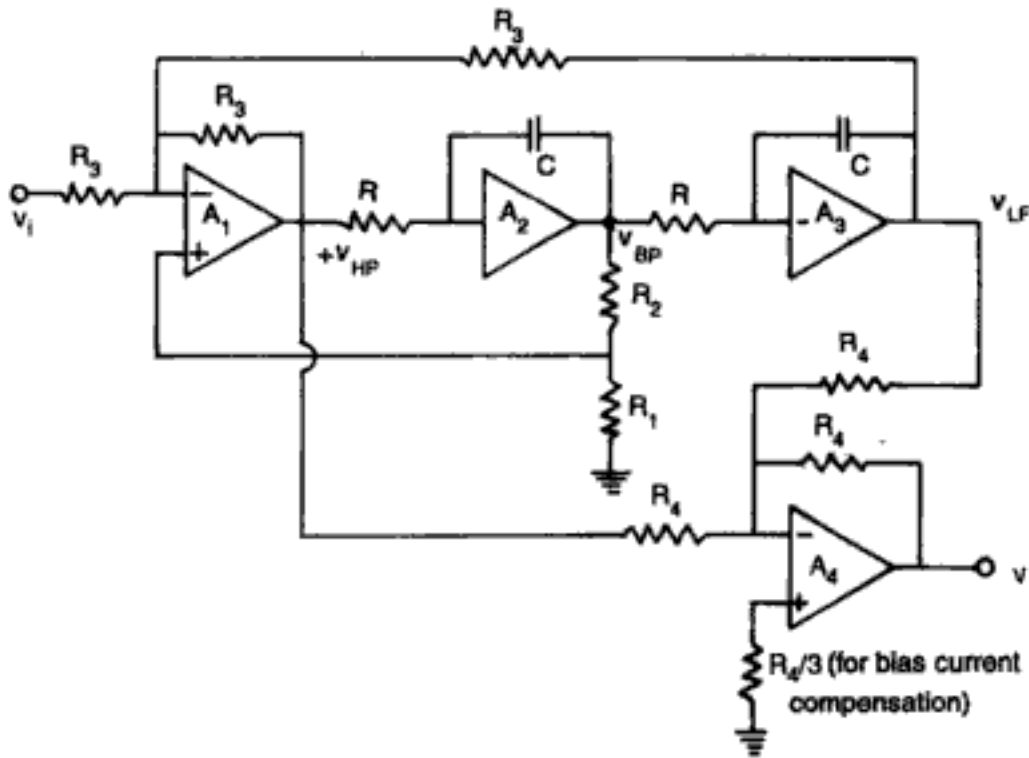 R3
R3
R3
vi
A1
+
+vHP
R
C
A2
vBP
R
C
A3
vLF
R2
R1
R4
R4
R4
A4
+
v
R4/3 (for bias current
compensation)